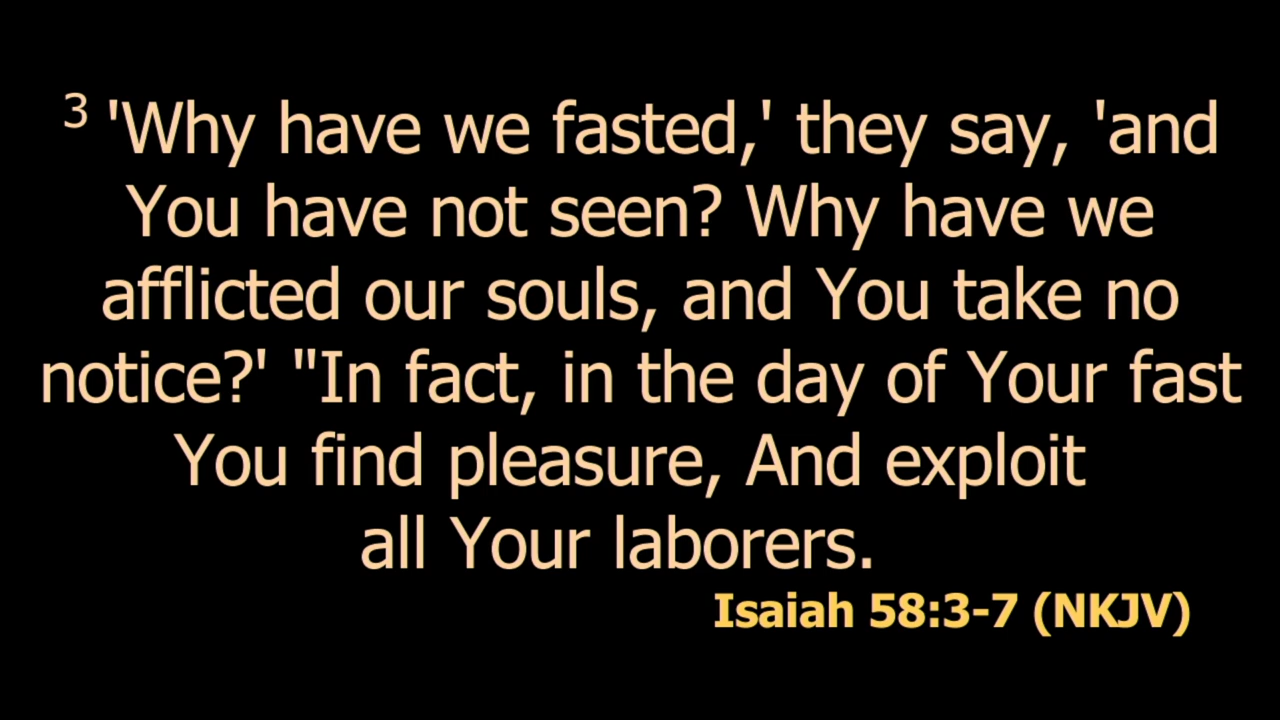 3 'Why have we fasted,' they say, 'and
You have not seen? Why have we
afflicted our souls, and You take no
notice?' "In fact, in the day of Your fast
You find pleasure, And exploit
all Your laborers.
Isaiah 58:3-7 (NKJV)